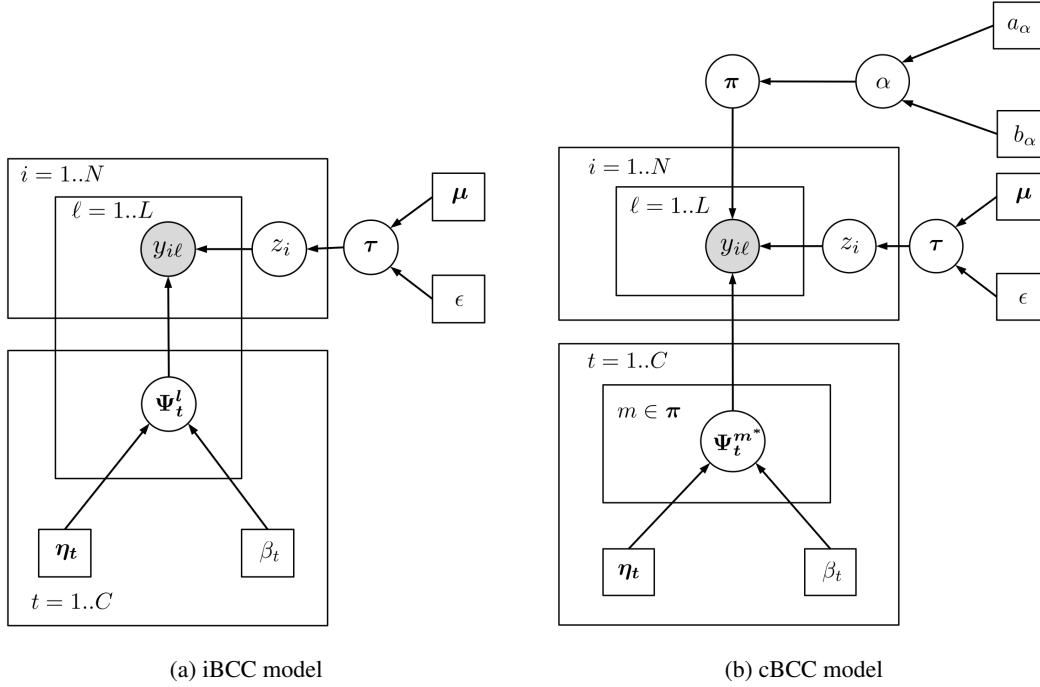 i = 1..N
ℓ = 1..L
y_{iℓ}
z_i
τ
μ
ϵ
Ψ_t^l
η_t
β_t
t = 1..C
(a) iBCC model
a_α
π
α
b_α
i = 1..N
ℓ = 1..L
y_{iℓ}
z_i
τ
μ
ϵ
t = 1..C
m ∈ π
Ψ_t^{m*}
η_t
β_t
(b) cBCC model